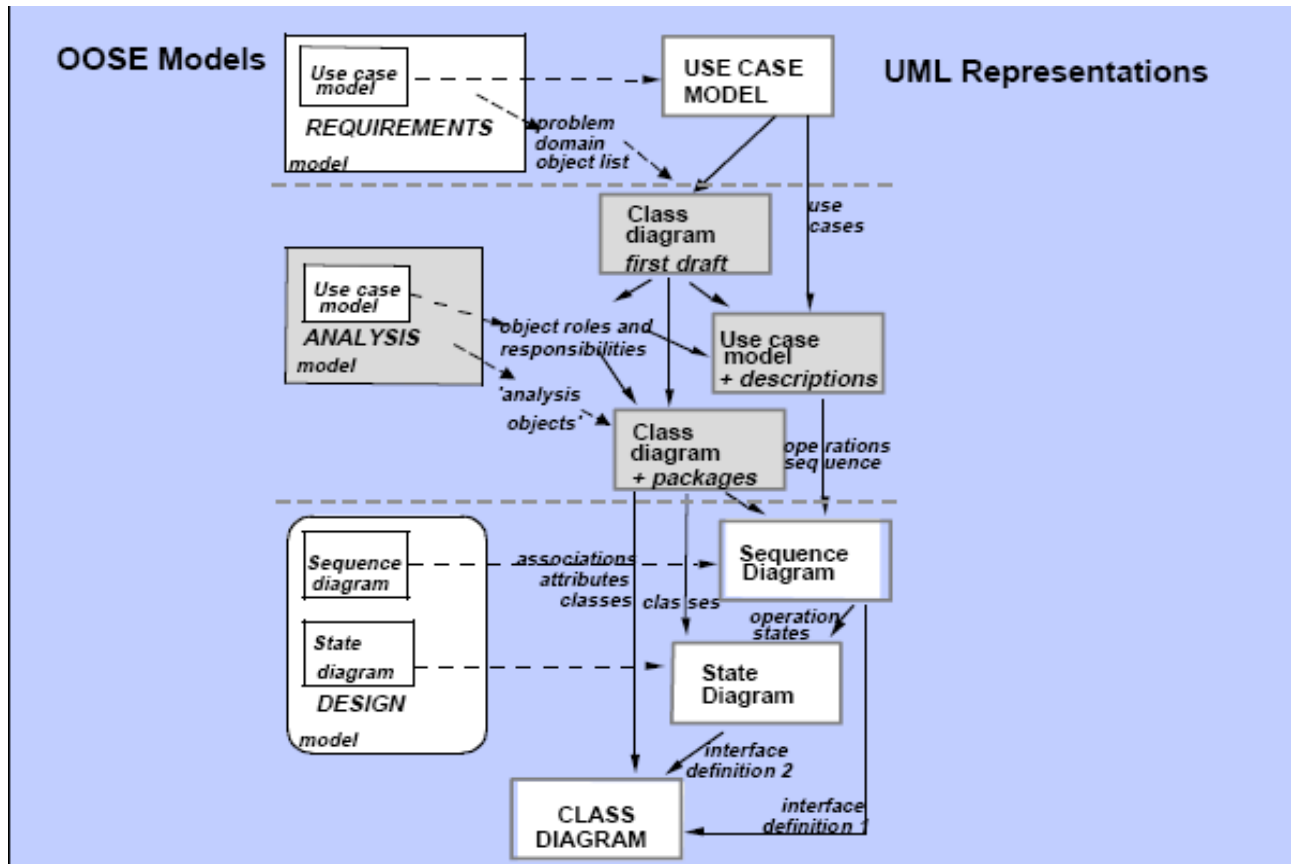 OOSE Models
UML Representations
Use case
model
REQUIREMENTS
model
USE CASE
MODEL
problem
domain
object list
Class
diagram
first draft
use
cases
Use case
model
ANALYSIS
model
object roles and
responsibilities
'analysis
objects'
Use case
model
+ descriptions
Class
diagram
+ packages
operations
sequence
Sequence
diagram
State
diagram
DESIGN
model
associations
attributes
classes
classes
Sequence
Diagram
operation
states
State
Diagram
interface
definition 2
interface
definition 1
CLASS
DIAGRAM